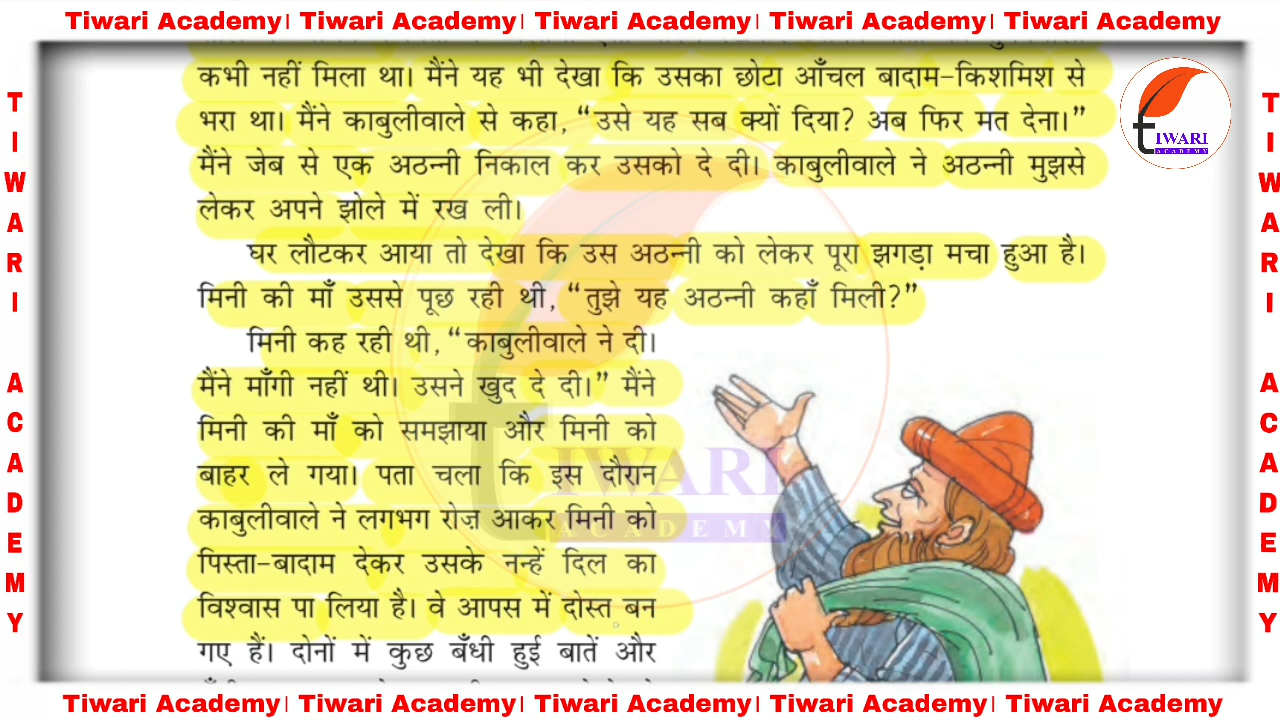 Tiwari Academy। Tiwari Academy। Tiwari Academy। Tiwari Academy। Tiwari Academy
कभी नहीं मिला था। मैंने यह भी देखा कि उसका छोटा आँचल बादाम-किशमिश से
भरा था। मैंने काबुलीवाले से कहा, “उसे यह सब क्यों दिया? अब फिर मत देना।”
मैंने जेब से एक अठन्नी निकाल कर उसको दे दी। काबुलीवाले ने अठन्नी मुझसे
लेकर अपने झोले में रख ली।
घर लौटकर आया तो देखा कि उस अठन्नी को लेकर पूरा झगड़ा मचा हुआ है।
मिनी की माँ उससे पूछ रही थी, “तुझे यह अठन्नी कहाँ मिली?”
मिनी कह रही थी, “काबुलीवाले ने दी।
मैंने माँगी नहीं थी। उसने खुद दे दी।” मैंने
मिनी की माँ को समझाया और मिनी को
बाहर ले गया। पता चला कि इस दौरान
काबुलीवाले ने लगभग रोज़ आकर मिनी को
पिस्ता-बादाम देकर उसके नन्हें दिल का
विश्वास पा लिया है। वे आपस में दोस्त बन
गए हैं। दोनों में कुछ बँधी हुई बातें और
TIWARI ACADEMY
TIWARI ACADEMY
TIWARI
ACADEMY
TIWARI
ACADEMY
Tiwari Academy। Tiwari Academy। Tiwari Academy। Tiwari Academy। Tiwari Academy